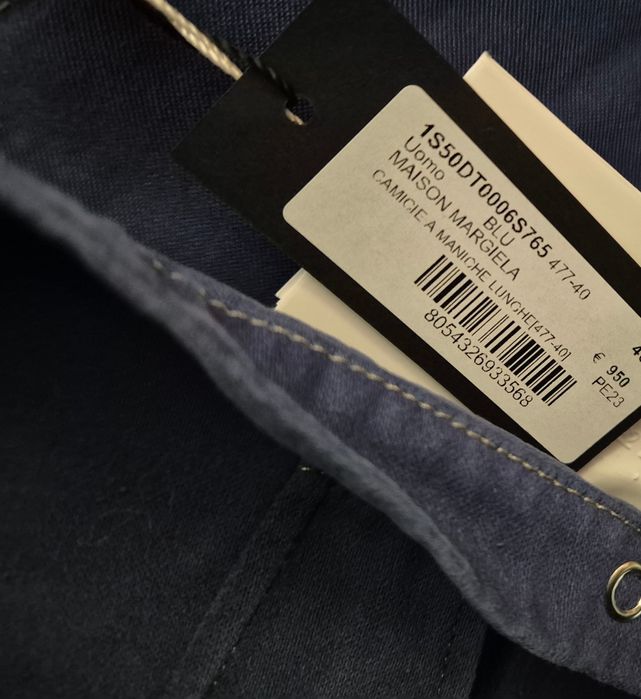 1S50DT0006S765 477-40
Uomo BLU
MAISON MARGIELA
CAMICIE A MANICHE LUNGHE[477-40]
8054326933568
€ 950
PE23